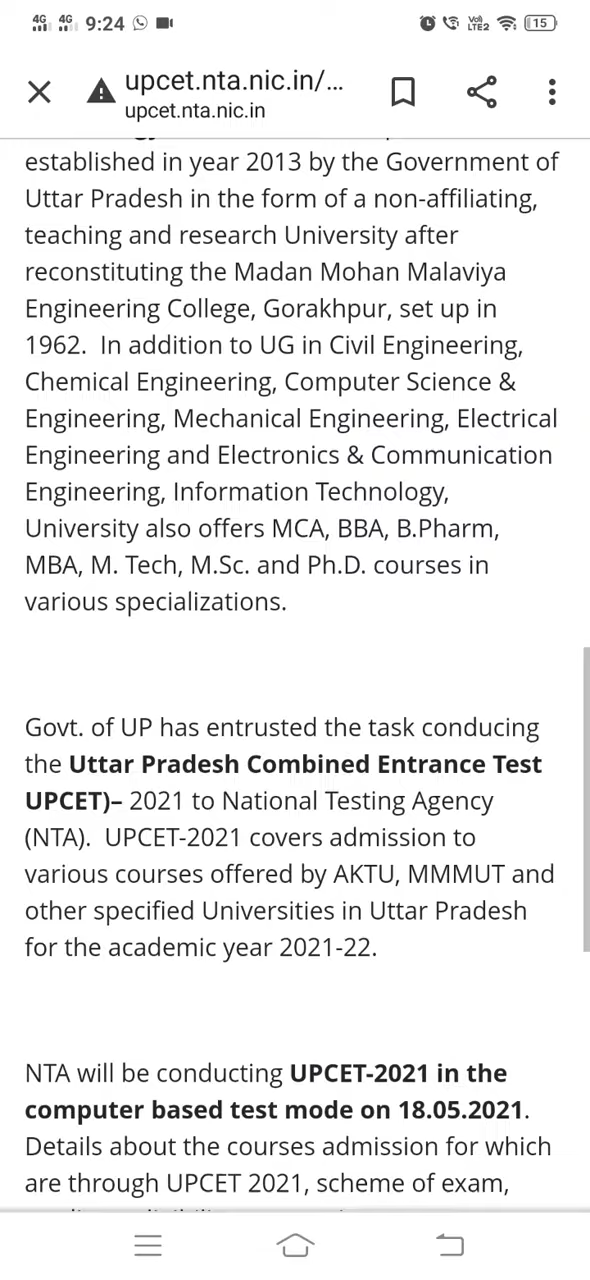 4G 4G 9:24 VoD LTE2 15
upcet.nta.nic.in/...
upcet.nta.nic.in
established in year 2013 by the Government of
Uttar Pradesh in the form of a non-affiliating,
teaching and research University after
reconstituting the Madan Mohan Malaviya
Engineering College, Gorakhpur, set up in
1962. In addition to UG in Civil Engineering,
Chemical Engineering, Computer Science &
Engineering, Mechanical Engineering, Electrical
Engineering and Electronics & Communication
Engineering, Information Technology,
University also offers MCA, BBA, B.Pharm,
MBA, M. Tech, M.Sc. and Ph.D. courses in
various specializations.
Govt. of UP has entrusted the task conducing
the Uttar Pradesh Combined Entrance Test
UPCET)– 2021 to National Testing Agency
(NTA). UPCET-2021 covers admission to
various courses offered by AKTU, MMMUT and
other specified Universities in Uttar Pradesh
for the academic year 2021-22.
NTA will be conducting UPCET-2021 in the
computer based test mode on 18.05.2021.
Details about the courses admission for which
are through UPCET 2021, scheme of exam,